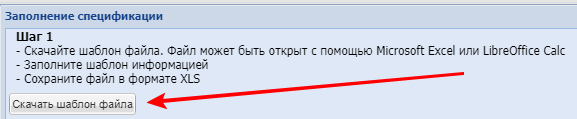 Заполнение спецификации
Шаг 1
- Скачайте шаблон файла. Файл может быть открыт с помощью Microsoft Excel или LibreOffice Calc
- Заполните шаблон информацией
- Сохраните файл в формате XLS
Скачать шаблон файла